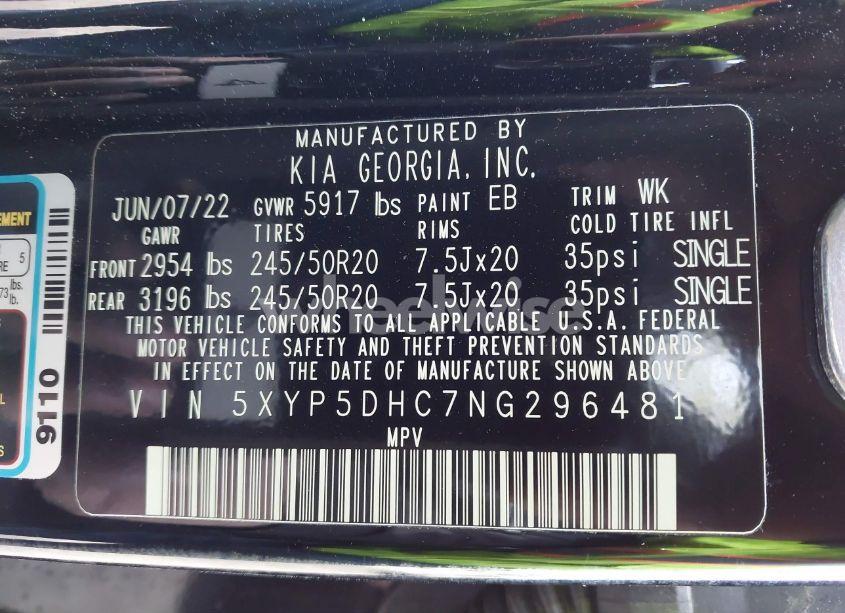 MANUFACTURED BY
KIA GEORGIA, INC.
JUN/07/22 GVWR 5917 lbs PAINT EB TRIM WK
GAWR TIRES RIMS COLD TIRE INFL
FRONT 2954 lbs 245/50R20 7.5Jx20 35psi SINGLE
REAR 3196 lbs 245/50R20 7.5Jx20 35psi SINGLE
THIS VEHICLE CONFORMS TO ALL APPLICABLE U.S.A. FEDERAL
MOTOR VEHICLE SAFETY AND THEFT PREVENTION STANDARDS
IN EFFECT ON THE DATE OF MANUFACTURE SHOWN ABOVE
VIN 5XYP5DHC7NG296481
MPV
9110
5
lbs.
lb.